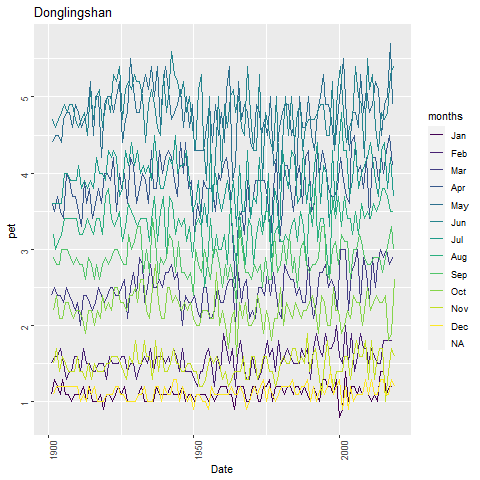 Donglingshan
pet
5
4
3
2
1
1900
1950
2000
Date
months
Jan
Feb
Mar
Apr
May
Jun
Jul
Aug
Sep
Oct
Nov
Dec
NA